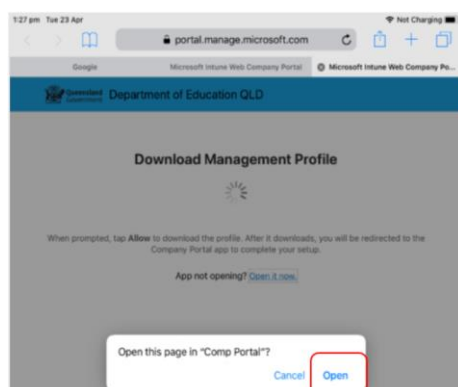 1:27 pm Tue 23 Apr Not Charging
portal.manage.microsoft.com
Google Microsoft Intune Web Company Portal Microsoft Intune Web Company Po...
Queensland
Government
Department of Education QLD
Download Management Profile
When prompted, tap Allow to download the profile. After it downloads, you will be redirected to the
Company Portal app to complete your setup.
App not opening? Open it now.
Open this page in "Comp Portal"?
Cancel Open